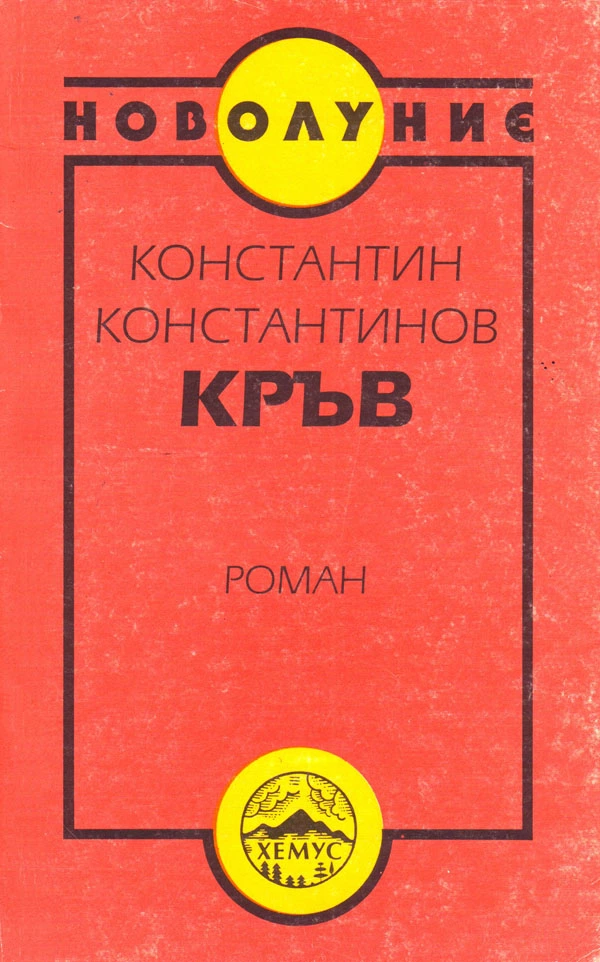 НОВОЛУНИЕ
КОНСТАНТИН
КОНСТАНТИНОВ
КРЪВ
РОМАН
ХЕМУС